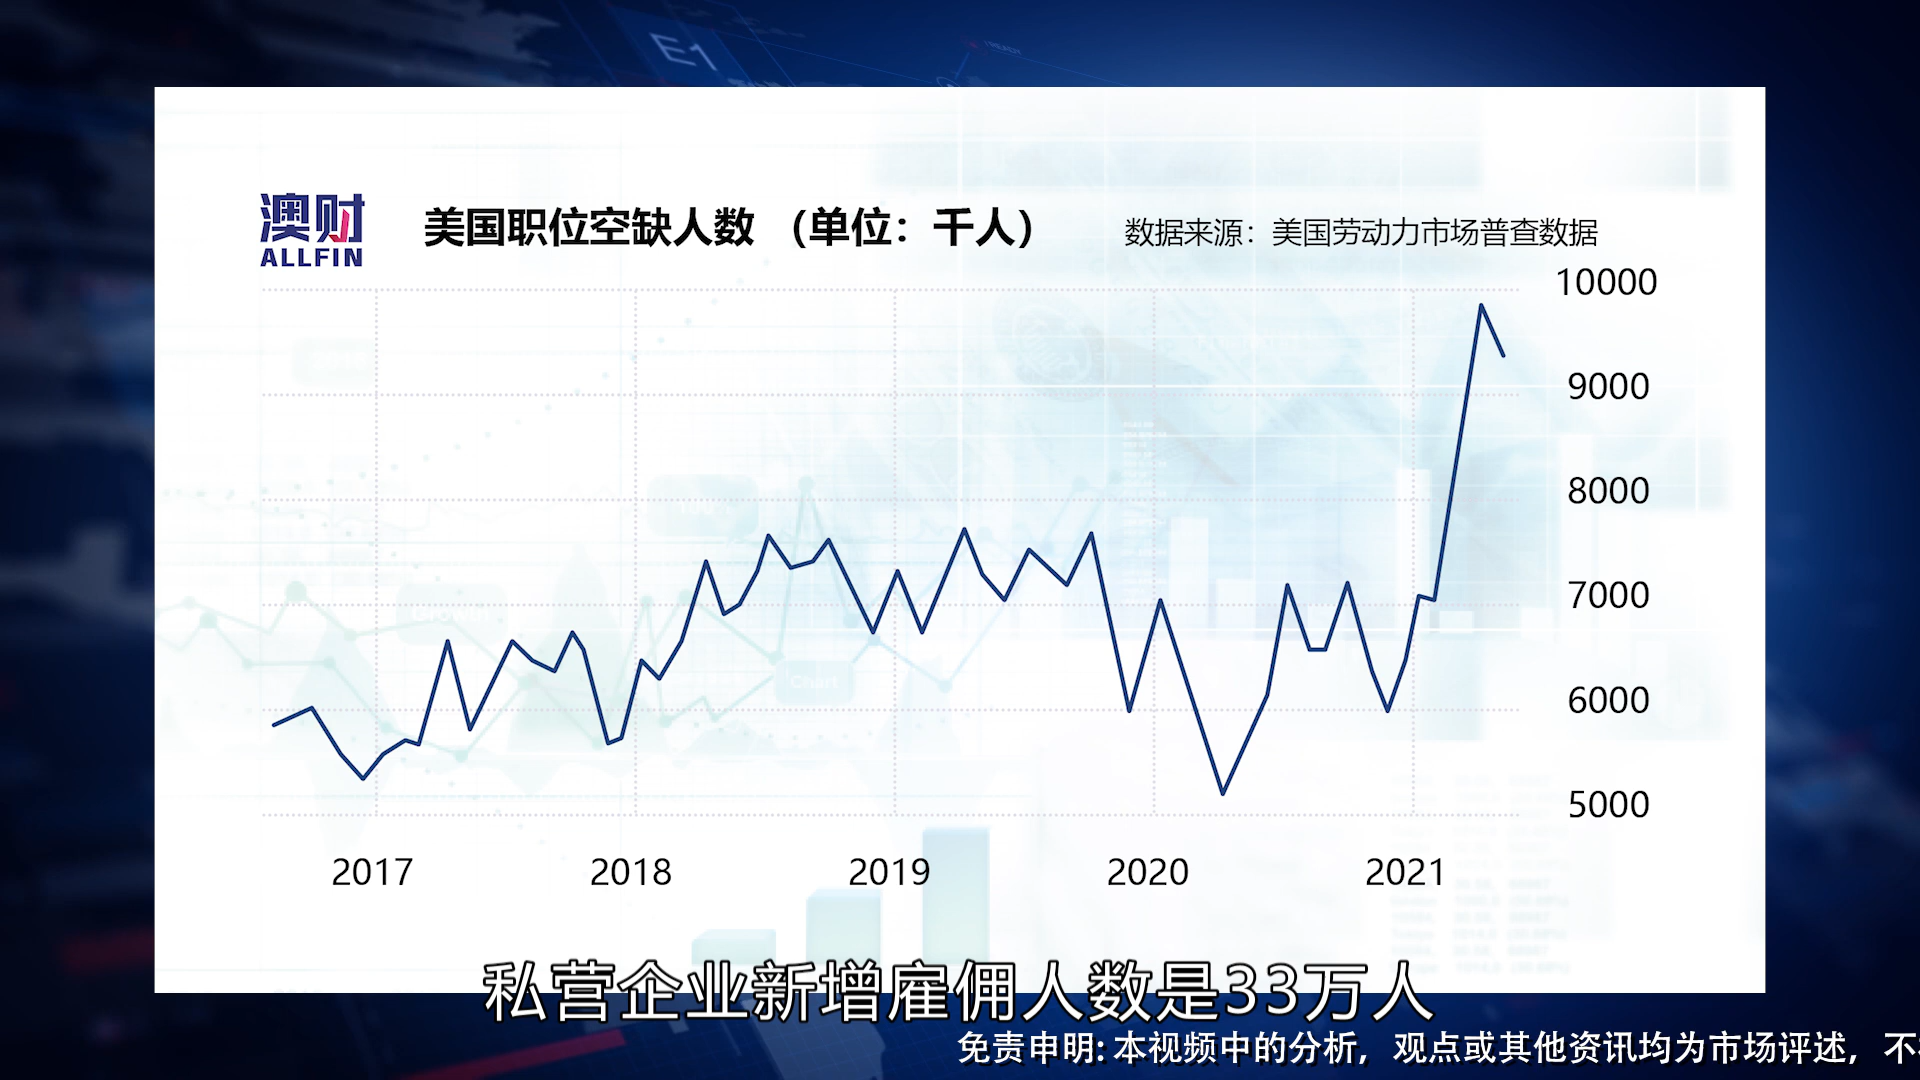 E1
澳财
ALLFIN
美国职位空缺人数 （单位：千人）
数据来源：美国劳动力市场普查数据
10000
9000
8000
7000
6000
5000
2017
2018
2019
2020
2021
私营企业新增雇佣人数是33万人
免责申明: 本视频中的分析，观点或其他资讯均为市场评述，不